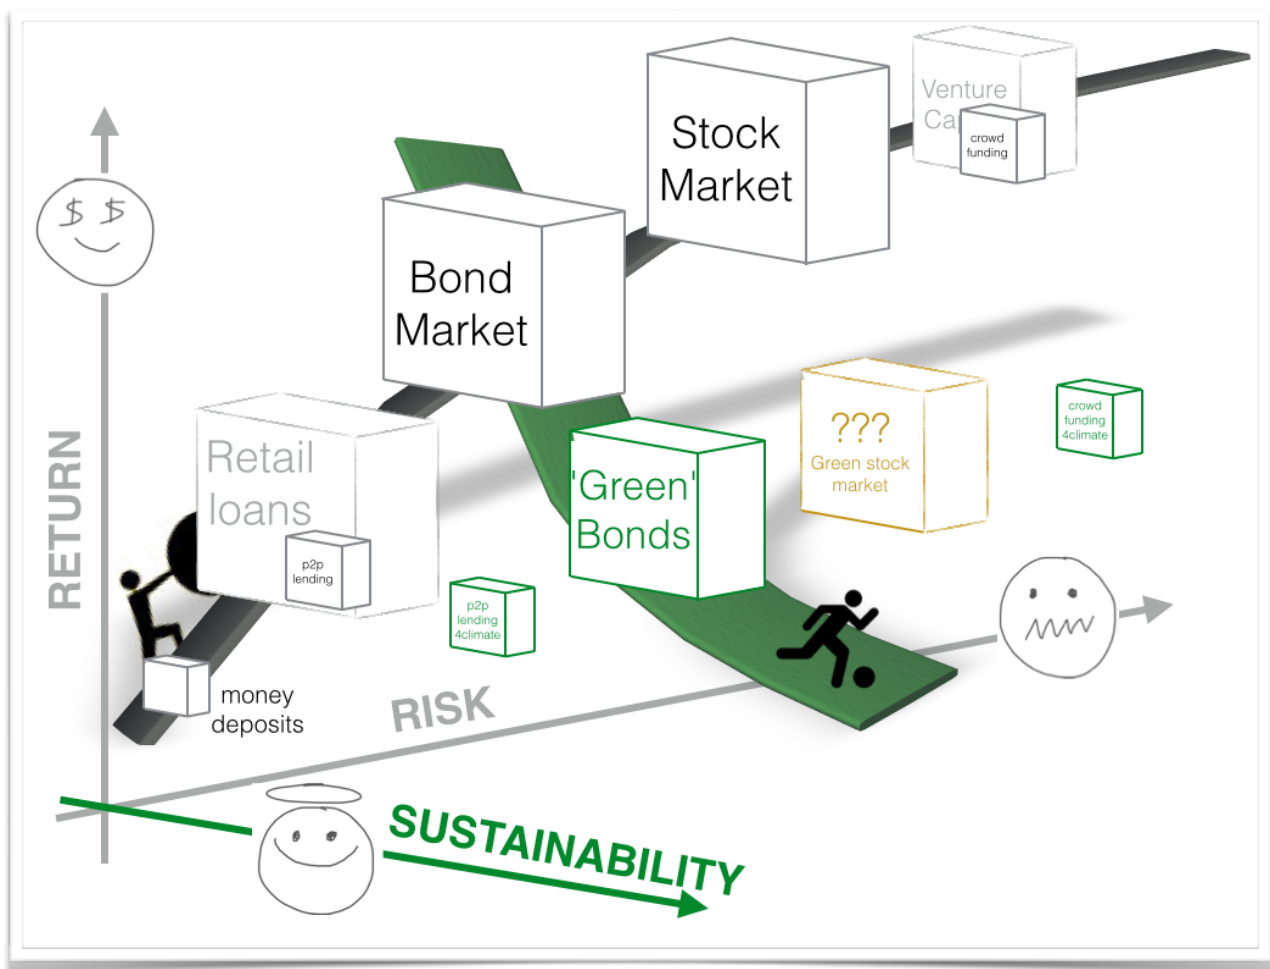 Venture
Ca
crowd
funding
Stock
Market
$ $
Bond
Market
???
Green stock
market
crowd
funding
4climate
Retail
loans
p2p
lending
'Green'
Bonds
p2p
lending
4climate
RETURN
money
deposits
RISK
SUSTAINABILITY